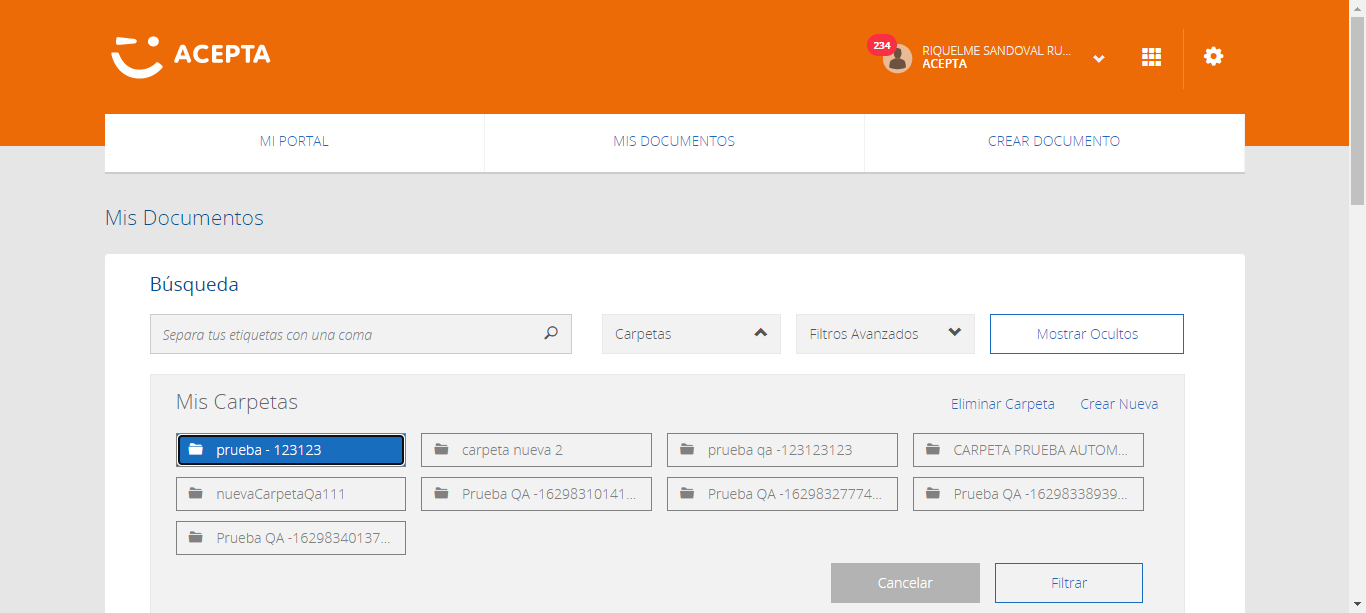 ACEPTA
234
RIQUELME SANDOVAL RU...
ACEPTA
MI PORTAL
MIS DOCUMENTOS
CREAR DOCUMENTO
Mis Documentos
Búsqueda
Separa tus etiquetas con una coma
Carpetas
Filtros Avanzados
Mostrar Ocultos
Mis Carpetas
Eliminar Carpeta
Crear Nueva
prueba - 123123
carpeta nueva 2
prueba qa -123123123
CARPETA PRUEBA AUTOM...
nuevaCarpetaQa111
Prueba QA -16298310141...
Prueba QA -16298327774...
Prueba QA -16298338939...
Prueba QA -16298340137...
Cancelar
Filtrar